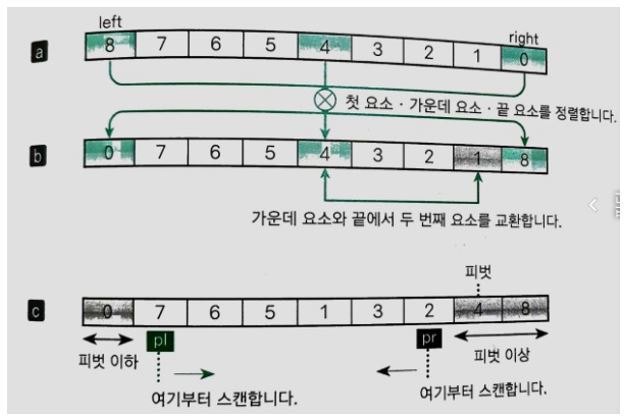 left
right
a
8 7 6 5 4 3 2 1 0
첫 요소 · 가운데 요소 · 끝 요소를 정렬합니다.
b
0 7 6 5 4 3 2 1 8
가운데 요소와 끝에서 두 번째 요소를 교환합니다.
피벗
c
0 7 6 5 1 3 2 4 8
pl
pr
피벗 이하
피벗 이상
여기부터 스캔합니다.
여기부터 스캔합니다.